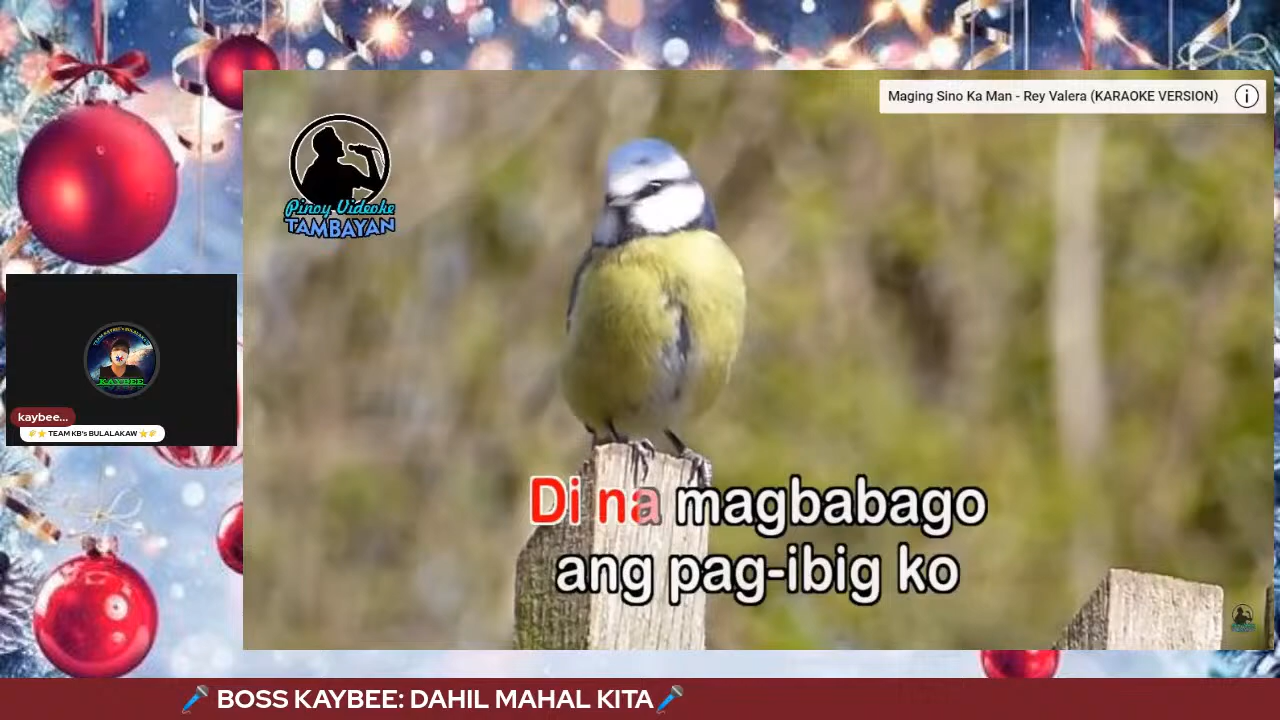 Maging Sino Ka Man - Rey Valera (KARAOKE VERSION)
Pinoy Videoke
TAMBAYAN
KAYBEE
kaybee...
TEAM KB's BULALAKAW
Di na magbabago
ang pag-ibig ko
BOSS KAYBEE: DAHIL MAHAL KITA